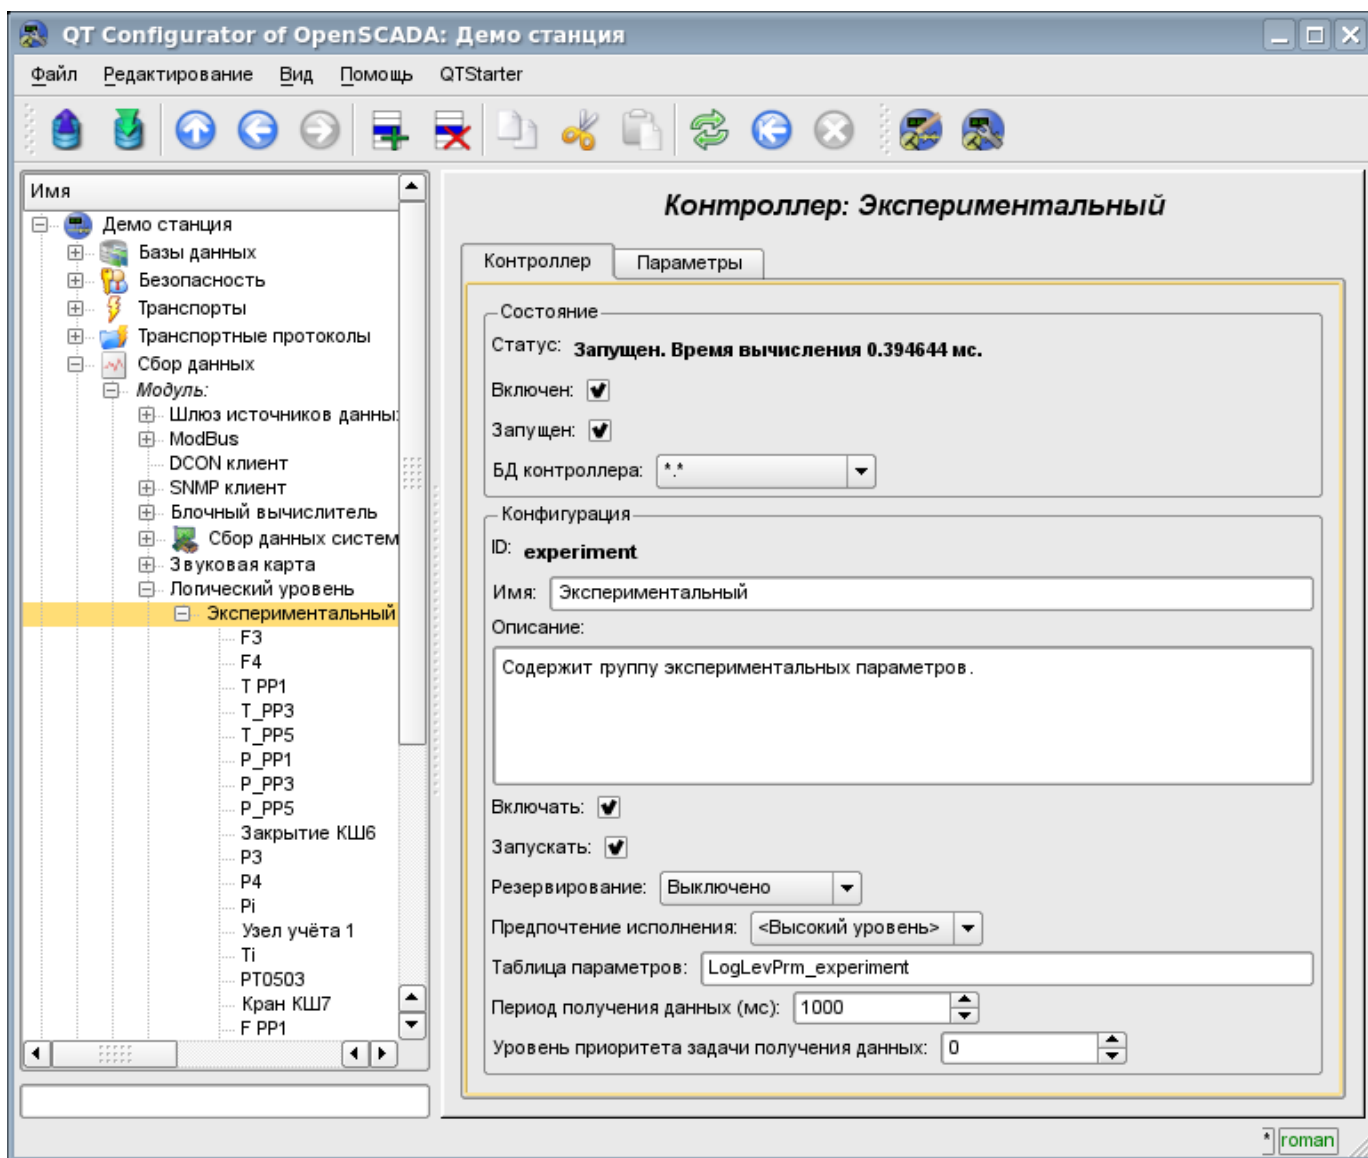 QT Configurator of OpenSCADA: Демо станция
Файл Редактирование Вид Помощь QTStarter
Имя
Демо станция
Базы данных
Безопасность
Транспорты
Транспортные протоколы
Сбор данных
Модуль:
Шлюз источников данны
ModBus
DCON клиент
SNMP клиент
Блочный вычислитель
Сбор данных систем
Звуковая карта
Логический уровень
Экспериментальный
F3
F4
T PP1
T_PP3
T_PP5
P_PP1
P_PP3
P_PP5
Закрытие КШ6
P3
P4
Pi
Узел учёта 1
Ti
PT0503
Кран КШ7
F PP1
Контроллер: Экспериментальный
Контроллер Параметры
Состояние
Статус: Запущен. Время вычисления 0.394644 мс.
Включен:
Запущен:
БД контроллера: *.*
Конфигурация
ID: experiment
Имя: Экспериментальный
Описание:
Содержит группу экспериментальных параметров.
Включать:
Запускать:
Резервирование: Выключено
Предпочтение исполнения: <Высокий уровень>
Таблица параметров: LogLevPrm_experiment
Период получения данных (мс): 1000
Уровень приоритета задачи получения данных: 0
* roman